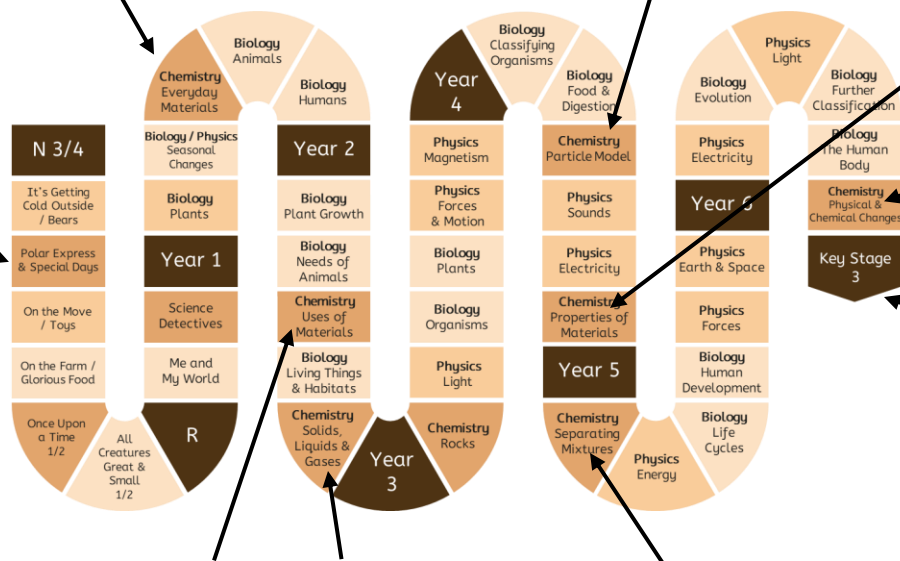 N 3/4
It's Getting
Cold Outside
/ Bears
Polar Express
& Special Days
On the Move
/ Toys
On the Farm /
Glorious Food
Once Upon
a Time
1/2
All
Creatures
Great &
Small
1/2
R
Me and
My World
Science
Detectives
Year 1
Biology
Plants
Biology / Physics
Seasonal
Changes
Chemistry
Everyday
Materials
Biology
Animals
Biology
Humans
Year 2
Biology
Plant Growth
Biology
Needs of
Animals
Chemistry
Uses of
Materials
Biology
Living Things
& Habitats
Chemistry
Solids,
Liquids &
Gases
Year
3
Chemistry
Rocks
Physics
Light
Biology
Organisms
Biology
Plants
Physics
Forces
& Motion
Physics
Magnetism
Year
4
Biology
Classifying
Organisms
Biology
Food &
Digestion
Chemistry
Particle Model
Physics
Sounds
Physics
Electricity
Chemistry
Properties of
Materials
Year 5
Chemistry
Separating
Mixtures
Physics
Energy
Biology
Life
Cycles
Biology
Human
Development
Physics
Forces
Physics
Earth & Space
Year 6
Physics
Electricity
Biology
Evolution
Physics
Light
Biology
Further
Classification
Biology
The Human
Body
Chemistry
Physical &
Chemical Changes
Key Stage
3